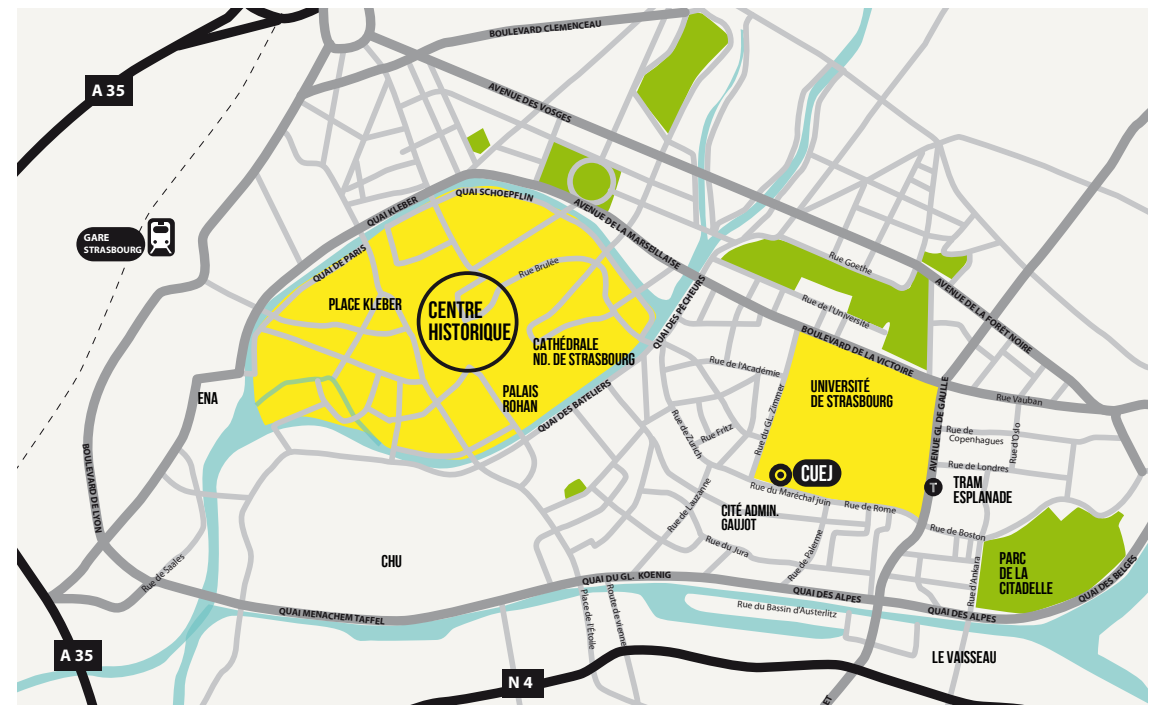 BOULEVARD CLEMENCEAU
A 35
AVENUE DES VOSGES
QUAI KLEBER
QUAI SCHOEPFLIN
AVENUE DE LA MARSEILLAISE
GARE
STRASBOURG
QUAI DE PARIS
Rue Brulée
Rue Goethe
PLACE KLEBER
CENTRE
HISTORIQUE
QUAI DES PÊCHEURS
Rue de l'Université
AVENUE DE LA FORÊT NOIRE
CATHÉDRALE
ND. DE STRASBOURG
BOULEVARD DE LA VICTOIRE
Rue de l'Académie
PALAIS
ROHAN
QUAI DES BATELIERS
ENA
UNIVERSITÉ
DE STRASBOURG
Rue du GL. Zimmer
AVENUE GL DE GAULLE
Rue Vauban
Rue de Zurich
Rue Fritz
Rue de
Copenhagues
Rue d'Oslo
BOULEVARD DE LYON
CUEJ
Rue de Londres
T
TRAM
ESPLANADE
Rue du Maréchal juin
Rue de Rome
Rue de Lauzanne
CITÉ ADMIN.
GAUJOT
Rue de Boston
Rue du Jura
Rue de Palerme
CHU
Rue de Saales
PARC
DE LA
CITADELLE
Rue d'Ankara
QUAI DES BELGES
QUAI DU GL. KOENIG
QUAI DES ALPES
QUAI MENACHEM TAFFEL
Place de l'Étoile
Route de vienne
Rue du Bassin d'Austerlitz
QUAI DES ALPES
A 35
LE VAISSEAU
N 4
ET